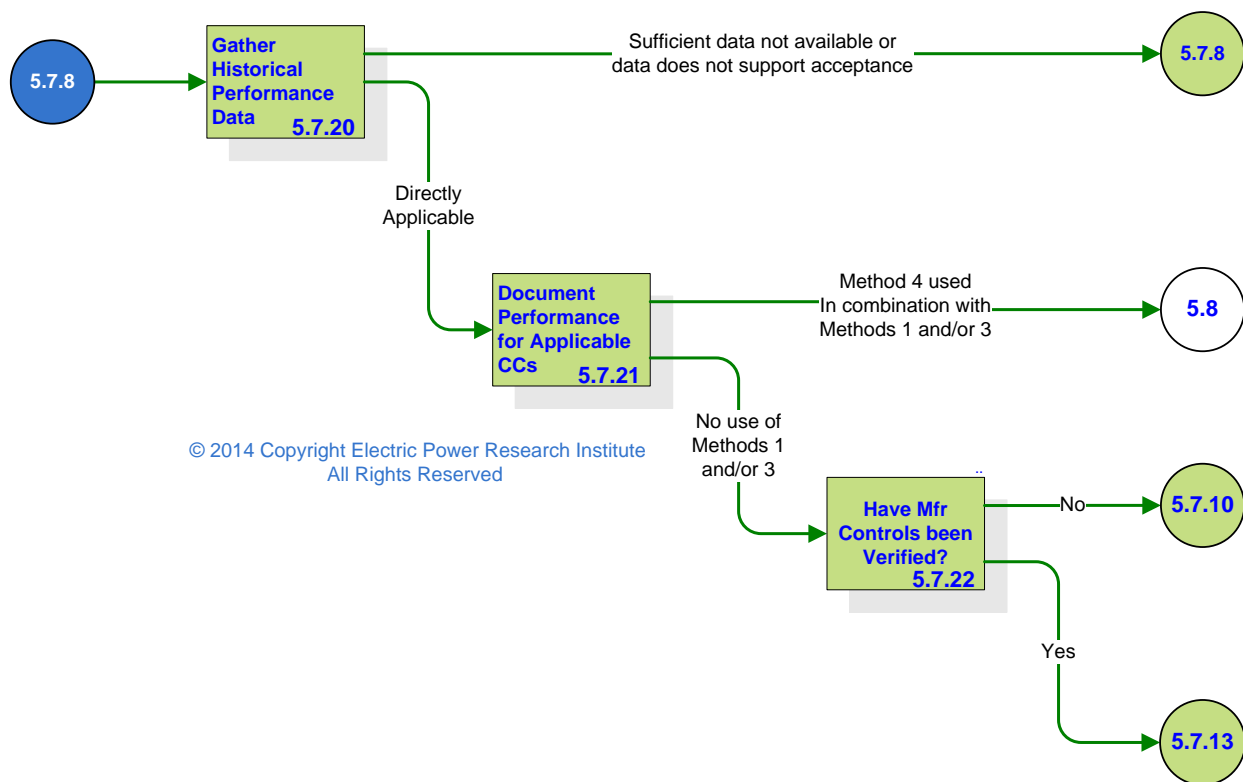 5.7.8
Gather
Historical
Performance
Data
5.7.20
Sufficient data not available or
data does not support acceptance
5.7.8
Directly
Applicable
Document
Performance
for Applicable
CCs
5.7.21
Method 4 used
In combination with
Methods 1 and/or 3
5.8
No use of
Methods 1
and/or 3
© 2014 Copyright Electric Power Research Institute
All Rights Reserved
..
Have Mfr
Controls been
Verified?
5.7.22
No
5.7.10
Yes
5.7.13